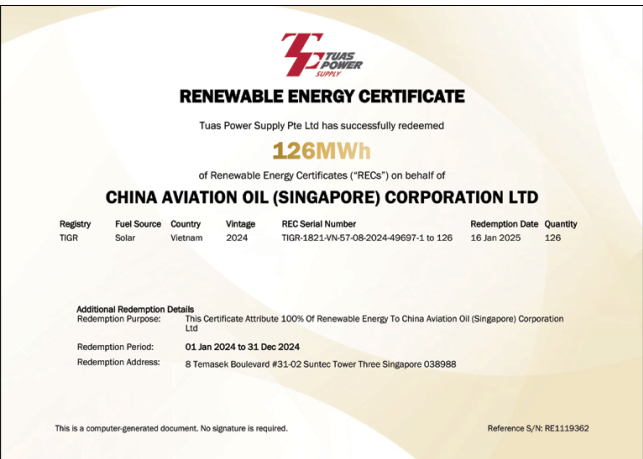 TUAS
POWER
SUPPLY
RENEWABLE ENERGY CERTIFICATE
Tuas Power Supply Pte Ltd has successfully redeemed
126MWh
of Renewable Energy Certificates ("RECs") on behalf of
CHINA AVIATION OIL (SINGAPORE) CORPORATION LTD
Registry Fuel Source Country Vintage REC Serial Number Redemption Date Quantity
TIGR Solar Vietnam 2024 TIGR-1821-VN-57-08-2024-49697-1 to 126 16 Jan 2025 126
Additional Redemption Details
Redemption Purpose: This Certificate Attribute 100% Of Renewable Energy To China Aviation Oil (Singapore) Corporation
Ltd
Redemption Period: 01 Jan 2024 to 31 Dec 2024
Redemption Address: 8 Temasek Boulevard #31-02 Suntec Tower Three Singapore 038988
This is a computer-generated document. No signature is required. Reference S/N: RE1119362